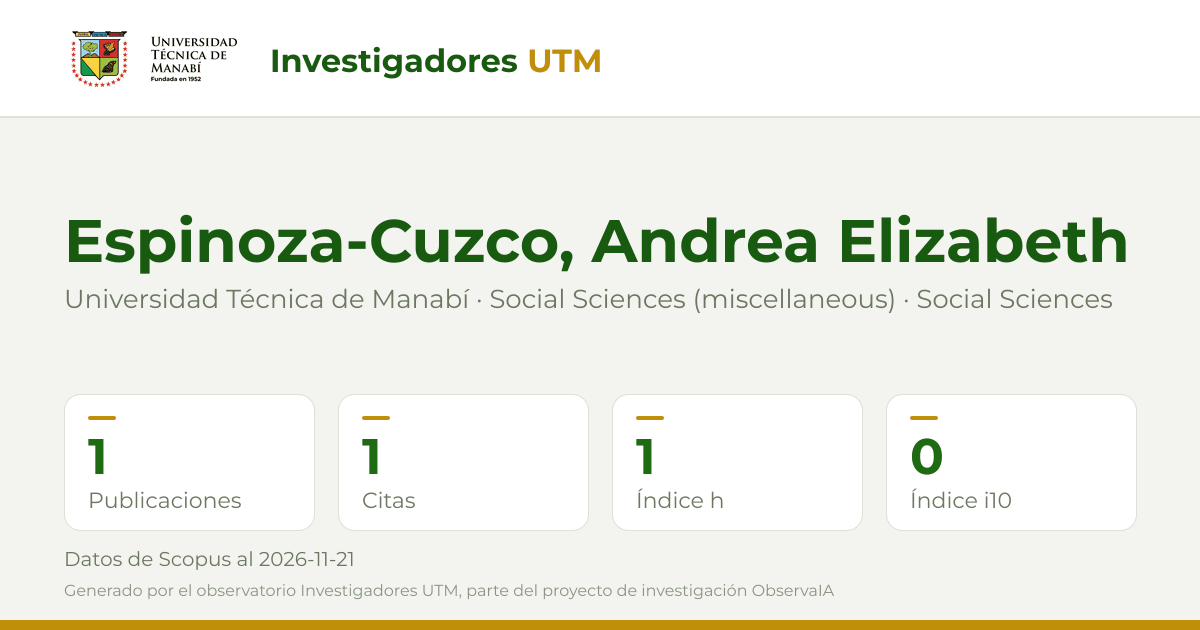 UNIVERSIDAD
TÉCNICA DE
MANABÍ
Fundada en 1952
Investigadores UTM
Espinoza-Cuzco, Andrea Elizabeth
Universidad Técnica de Manabí · Social Sciences (miscellaneous) · Social Sciences
1
Publicaciones
1
Citas
1
Índice h
0
Índice i10
Datos de Scopus al 2026-11-21
Generado por el observatorio Investigadores UTM, parte del proyecto de investigación ObservaIA